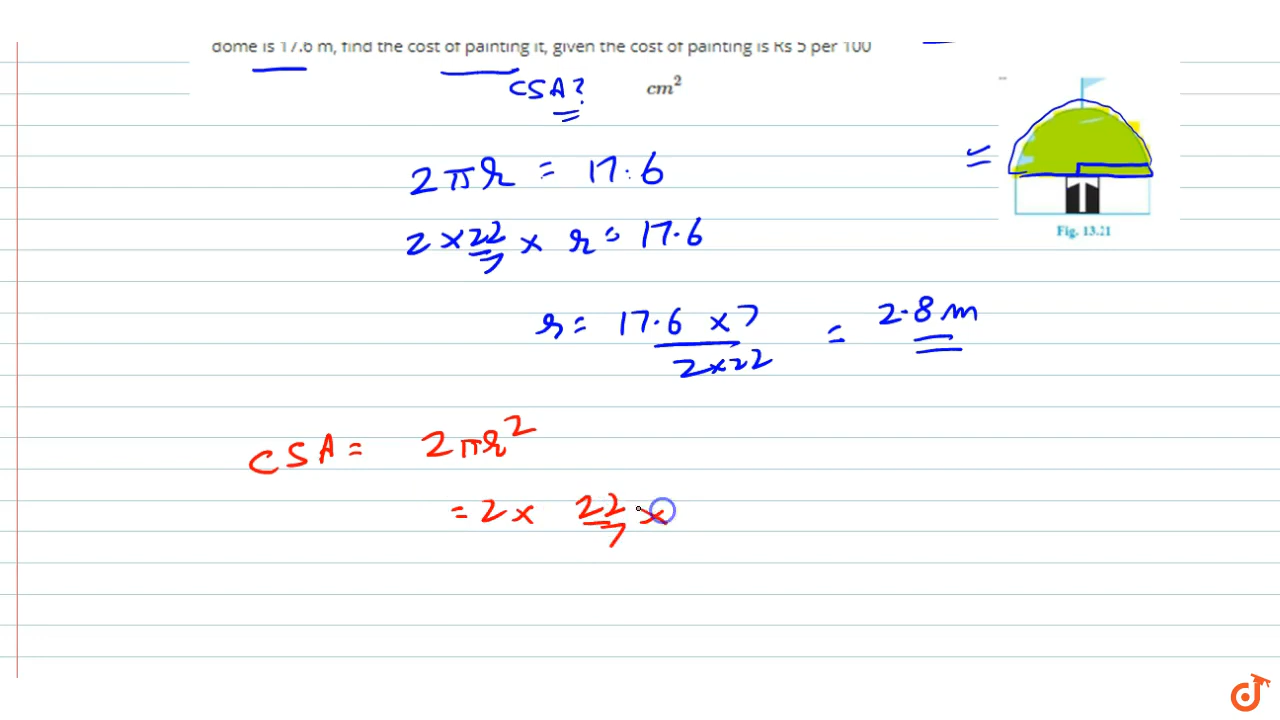 dome is 17.6 m, find the cost of painting it, given the cost of painting is Rs 5 per 100
CSA?
cm²
2πr = 17.6
2 × 22/7 × r = 17.6
r = 17.6 × 7 / 2×22 = 2.8 m
Fig. 13.21
CSA = 2πr²
= 2 × 22/7 ×